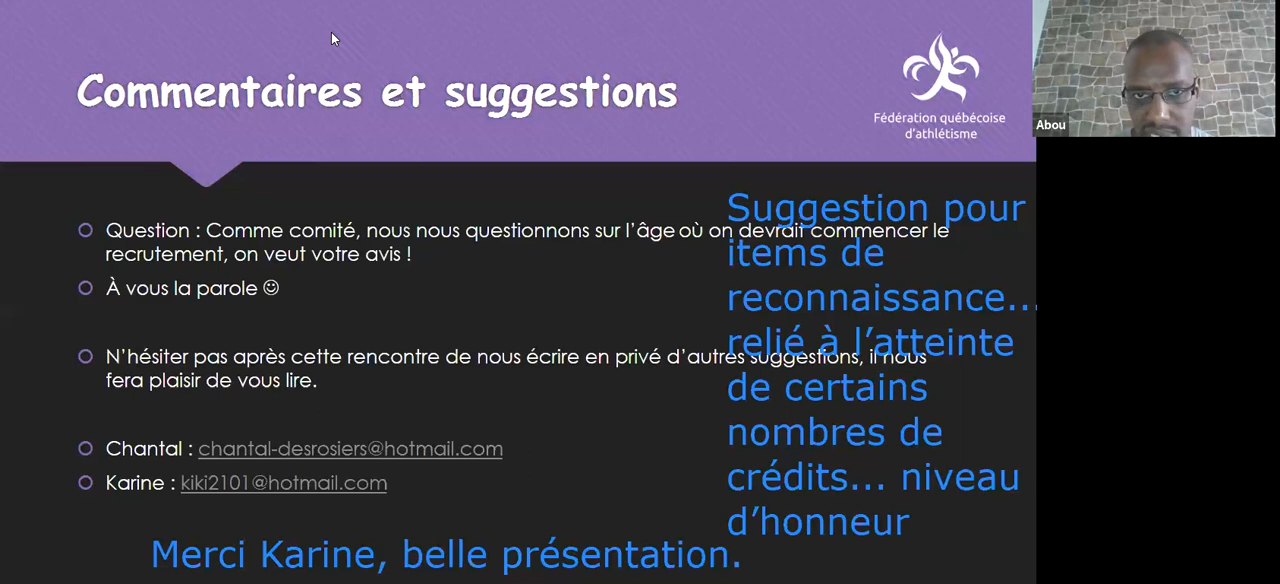 Commentaires et suggestions
Fédération québécoise
d'athlétisme
Abou
Question : Comme comité, nous nous questionnons sur l'âge où on devrait commencer le
recrutement, on veut votre avis !
À vous la parole ☺
N'hésiter pas après cette rencontre de nous écrire en privé d'autres suggestions, il nous
fera plaisir de vous lire.
Chantal : chantal-desrosiers@hotmail.com
Karine : kiki2101@hotmail.com
Suggestion pour
items de
reconnaissance...
relié à l'atteinte
de certains
nombres de
crédits... niveau
d'honneur
Merci Karine, belle présentation.